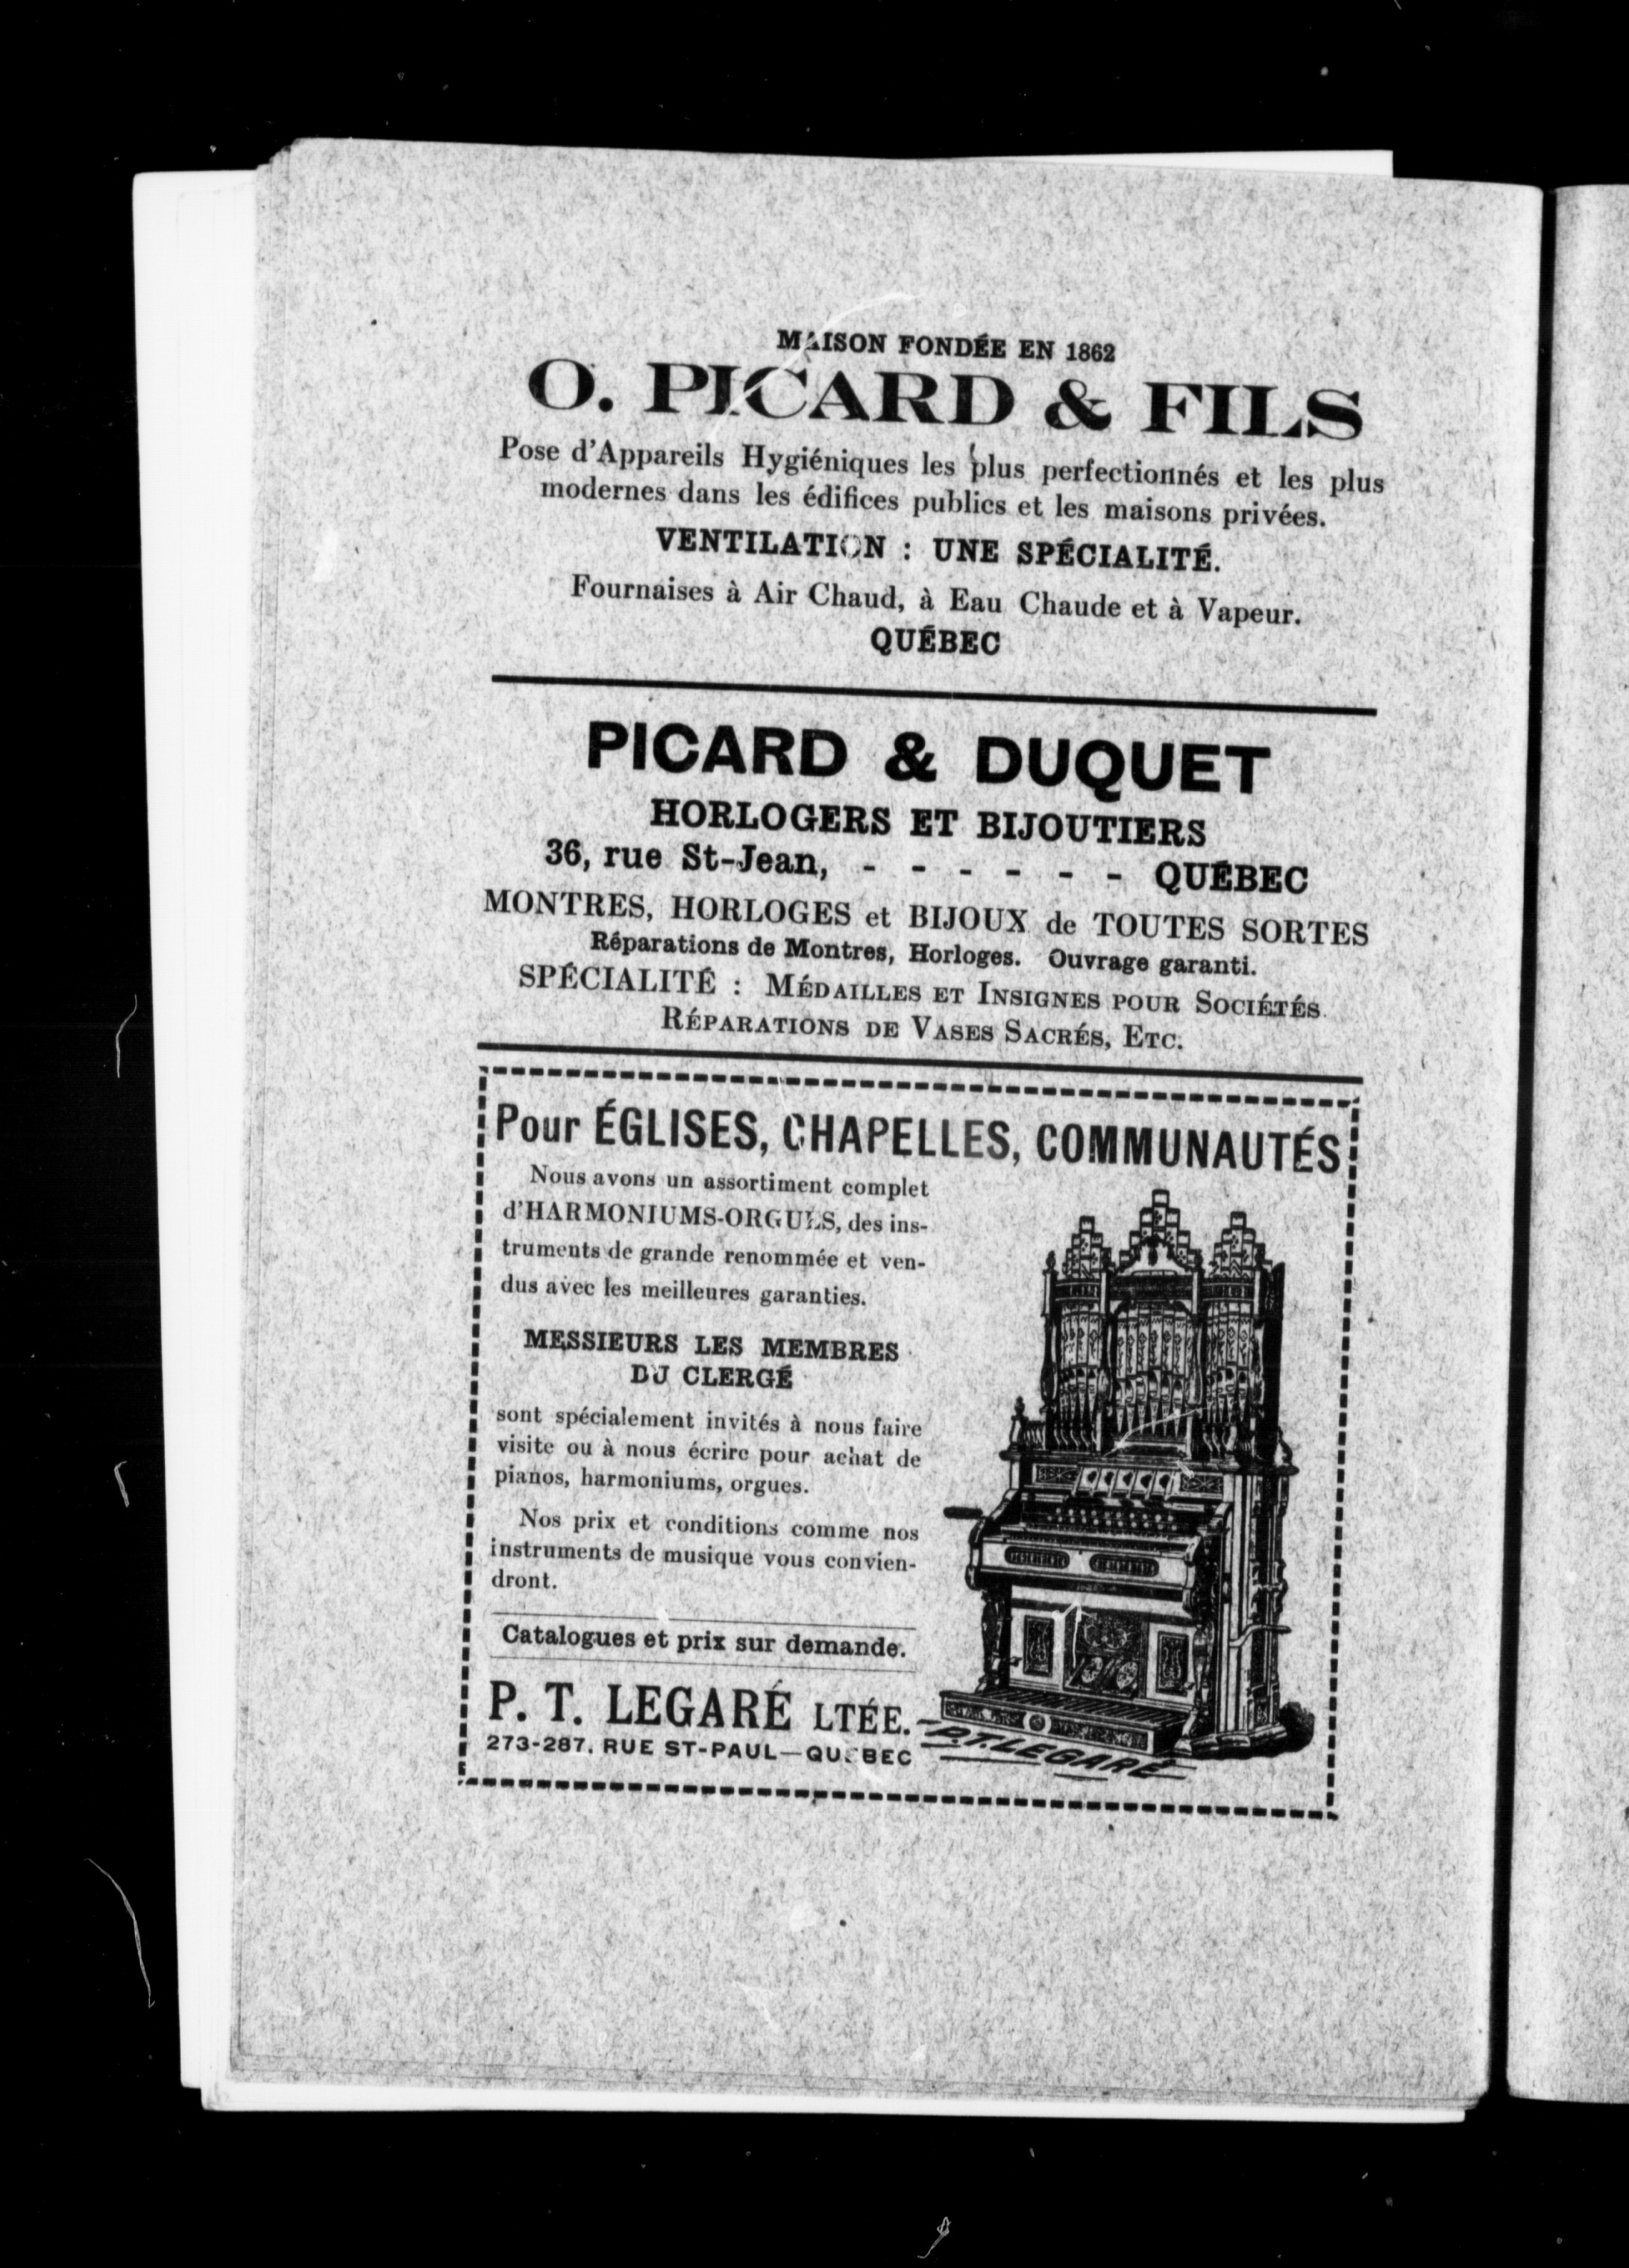 MAISON FONDÉE EN 1862
O. PICARD & FILS
Pose d'Appareils Hygiéniques les plus perfectionnés et les plus
modernes dans les édifices publics et les maisons privées.
VENTILATION : UNE SPÉCIALITÉ.
Fournaises à Air Chaud, à Eau Chaude et à Vapeur.
QUÉBEC
PICARD & DUQUET
HORLOGERS ET BIJOUTIERS
36, rue St-Jean, - - - - - - QUÉBEC
MONTRES, HORLOGES et BIJOUX de TOUTES SORTES
Réparations de Montres, Horloges. Ouvrage garanti.
SPÉCIALITÉ : MÉDAILLES ET INSIGNES POUR SOCIÉTÉS.
RÉPARATIONS DE VASES SACRÉS, ETC.
Pour ÉGLISES, CHAPELLES, COMMUNAUTÉS
Nous avons un assortiment complet
d'HARMONIUMS-ORGUES, des ins-
truments de grande renommée et ven-
dus avec les meilleures garanties.
MESSIEURS LES MEMBRES
DU CLERGÉ
sont spécialement invités à nous faire
visite ou à nous écrire pour achat de
pianos, harmoniums, orgues.
Nos prix et conditions comme nos
instruments de musique vous convien-
dront.
Catalogues et prix sur demande.
P. T. LEGARÉ LTÉE.
273-287, RUE ST-PAUL—QUÉBEC
P.T. LEGARÉ